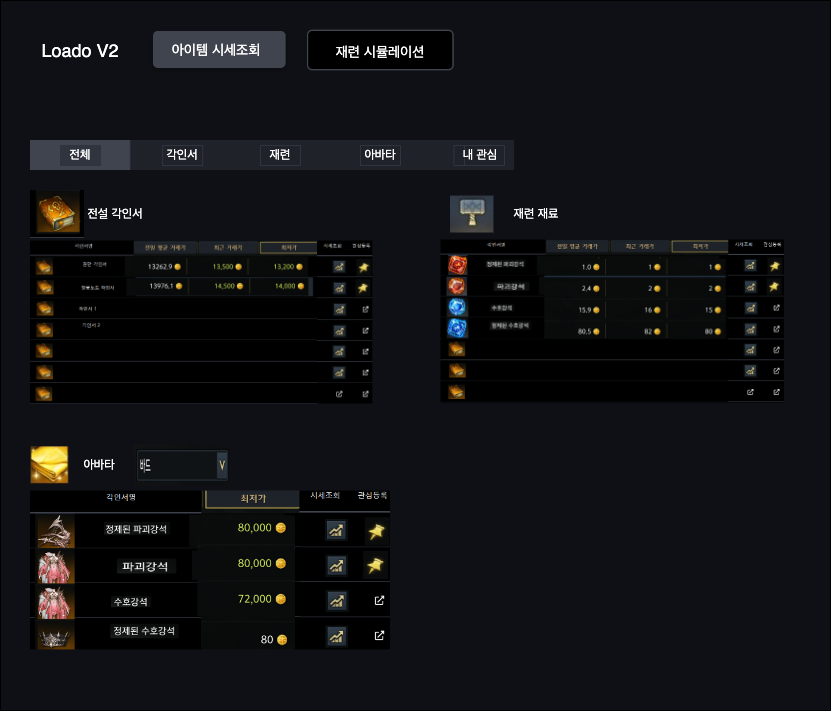 Loado V2 아이템 시세조회 재련 시뮬레이션
전체 각인서 재련 아바타 내 관심
전설 각인서
각인서명 전일 평균 거래가 최근 거래가 최저가 시세조회 관심등록
원한 각인서 13262.9 13,500 13,200
13976.1 14,500 14,000
각인서 1
각인서 2
재련 재료
각인서명 전일 평균 거래가 최근 거래가 최저가 시세조회 관심등록
정제된 파괴강석 1.0 1 1
파괴강석 2.4 2 2
수호강석 15.9 16 15
정제된 수호강석 80.5 82 80
아바타 버드 V
각인서명 최저가 시세조회 관심등록
정제된 파괴강석 80,000
파괴강석 80,000
수호강석 72,000
정제된 수호강석 80